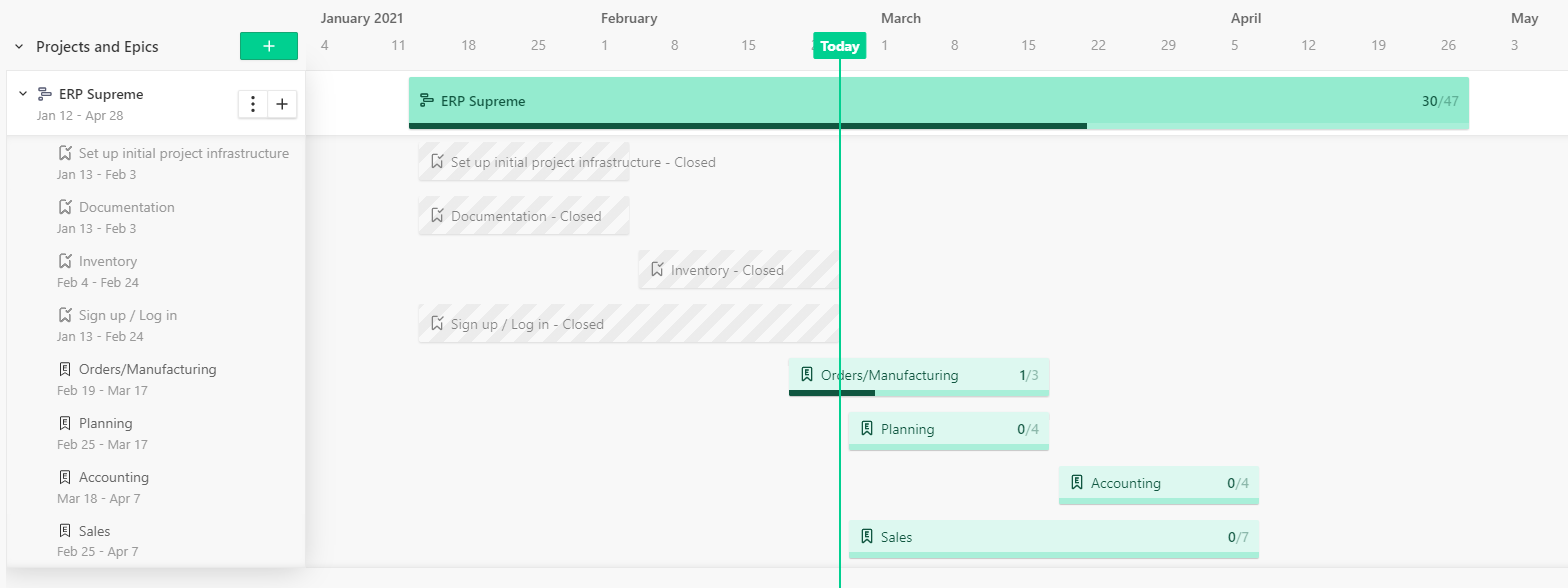 January 2021 February March April May
Projects and Epics + 4 11 18 25 1 8 15 Today 1 8 15 22 29 5 12 19 26 3
ERP Supreme
Jan 12 - Apr 28
ERP Supreme 30/47
Set up initial project infrastructure
Jan 13 - Feb 3
Set up initial project infrastructure - Closed
Documentation
Jan 13 - Feb 3
Documentation - Closed
Inventory
Feb 4 - Feb 24
Inventory - Closed
Sign up / Log in
Jan 13 - Feb 24
Sign up / Log in - Closed
Orders/Manufacturing
Feb 19 - Mar 17
Orders/Manufacturing 1/3
Planning
Feb 25 - Mar 17
Planning 0/4
Accounting
Mar 18 - Apr 7
Accounting 0/4
Sales
Feb 25 - Apr 7
Sales 0/7